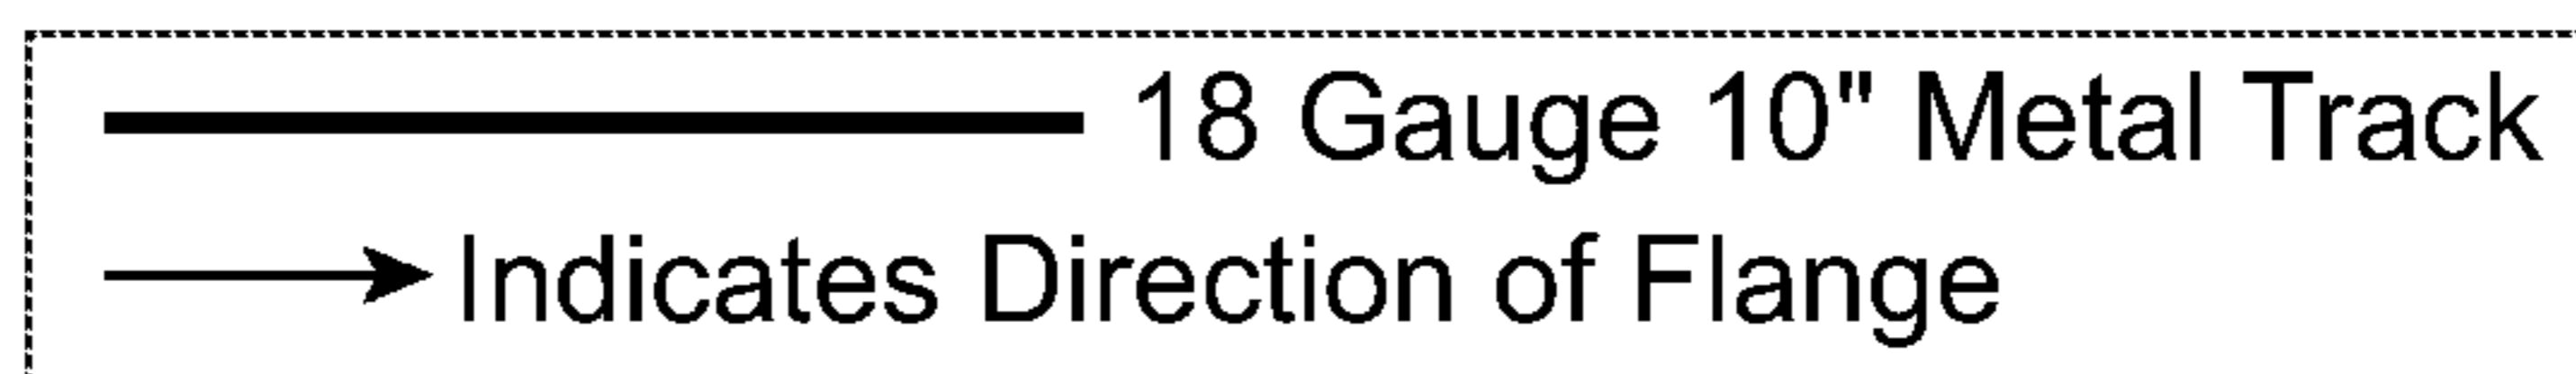 18 Gauge 10" Metal Track
Indicates Direction of Flange